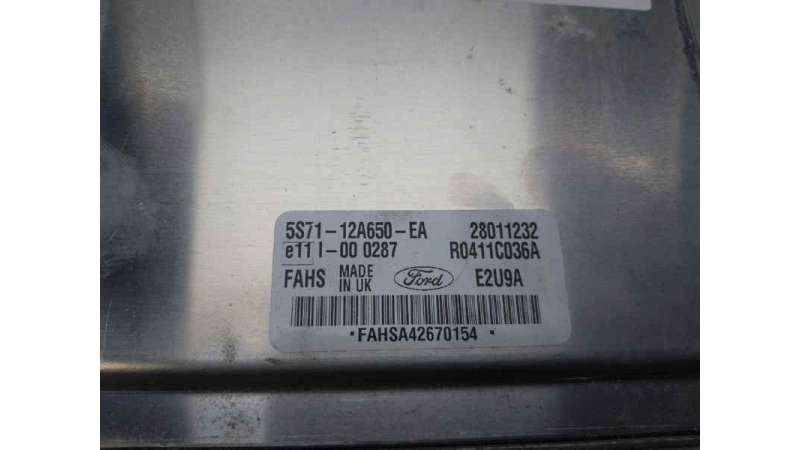 5S71-12A650-EA 28011232
e11 I-00 0287 R0411C036A
FAHS MADE IN UK Ford E2U9A
* FAHSA42670154 *